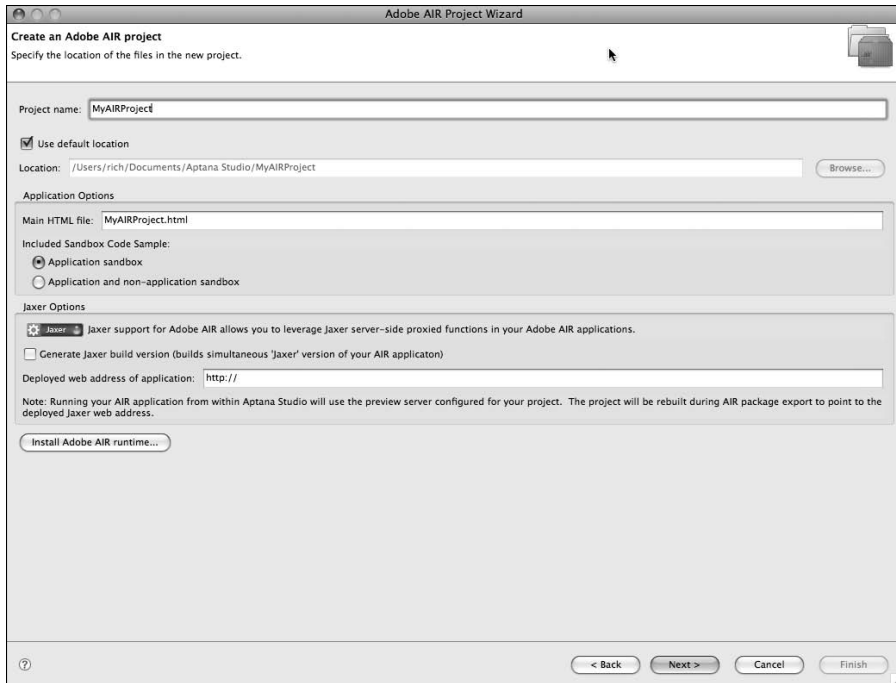 Adobe AIR Project Wizard
Create an Adobe AIR project
Specify the location of the files in the new project.
Project name: MyAIRProject
Use default location
Location: /Users/rich/Documents/Aptana Studio/MyAIRProject Browse...
Application Options
Main HTML file: MyAIRProject.html
Included Sandbox Code Sample:
Application sandbox
Application and non-application sandbox
Jaxer Options
Jaxer Jaxer support for Adobe AIR allows you to leverage Jaxer server-side proxied functions in your Adobe AIR applications.
Generate Jaxer build version (builds simultaneous 'Jaxer' version of your AIR applicaton)
Deployed web address of application: http://
Note: Running your AIR application from within Aptana Studio will use the preview server configured for your project. The project will be rebuilt during AIR package export to point to the
deployed Jaxer web address.
Install Adobe AIR runtime...
? < Back Next > Cancel Finish